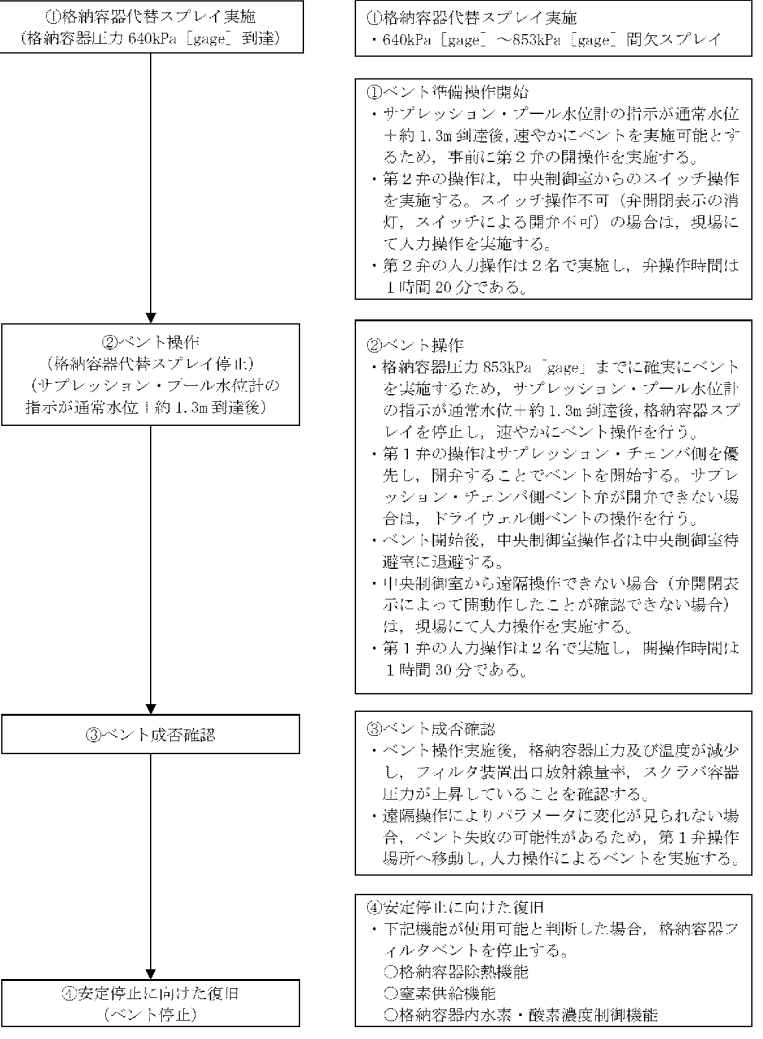 ①格納容器代替スプレイ実施
(格納容器圧力 640kPa［gage］到達)
①格納容器代替スプレイ実施
・640kPa［gage］～853kPa［gage］間欠スプレイ
①ベント準備操作開始
・サプレッション・プール水位計の指示が通常水位
＋約 1.3m 到達後，速やかにベントを実施可能とす
るため，事前に第２弁の開操作を実施する。
・第２弁の操作は，中央制御室からのスイッチ操作
を実施する。スイッチ操作不可（弁開閉表示の消
灯，スイッチによる開弁不可）の場合は，現場に
て人力操作を実施する。
・第２弁の人力操作は２名で実施し，弁操作時間は
１時間 20 分である。
②ベント操作
(格納容器代替スプレイ停止)
(サプレッション・プール水位計の
指示が通常水位＋約 1.3m 到達後)
②ベント操作
・格納容器圧力 853kPa［gage］までに確実にベント
を実施するため，サプレッション・プール水位計
の指示が通常水位＋約 1.3m 到達後，格納容器スプ
レイを停止し，速やかにベント操作を行う。
・第１弁の操作はサプレッション・チェンバ側を優
先し，開弁することでベントを開始する。サプレ
ッション・チェンバ側ベント弁が開弁できない場
合は，ドライウェル側ベントの操作を行う。
・ベント開始後，中央制御室操作者は中央制御室待
避室に退避する。
・中央制御室から遠隔操作できない場合（弁開閉表
示によって開動作したことが確認できない場合）
は，現場にて人力操作を実施する。
・第１弁の人力操作は２名で実施し，開操作時間は
１時間 30 分である。
③ベント成否確認
③ベント成否確認
・ベント操作実施後，格納容器圧力及び温度が減少
し，フィルタ装置出口放射線量率，スクラバ容器
圧力が上昇していることを確認する。
・遠隔操作によりパラメータに変化が見られない場
合，ベント失敗の可能性があるため，第１弁操作
場所へ移動し，人力操作によるベントを実施する。
④安定停止に向けた復旧
・下記機能が使用可能と判断した場合，格納容器フ
ィルタベントを停止する。
○格納容器除熱機能
○窒素供給機能
○格納容器内水素・酸素濃度制御機能
④安定停止に向けた復旧
(ベント停止)